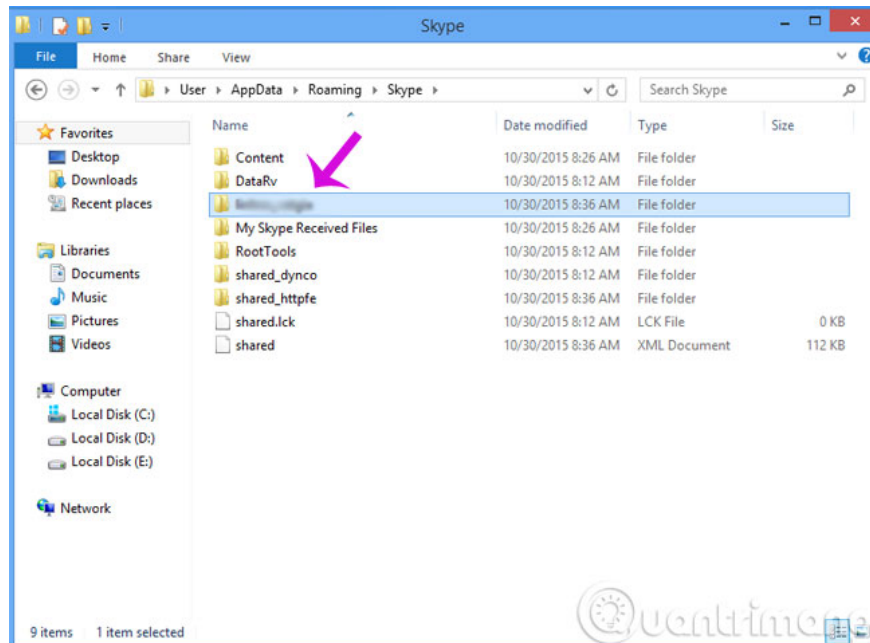 Skype
File Home Share View
User AppData Roaming Skype Search Skype
Name Date modified Type Size
Favorites
Desktop
Downloads
Recent places
Libraries
Documents
Music
Pictures
Videos
Computer
Local Disk (C:)
Local Disk (D:)
Local Disk (E:)
Network
Content 10/30/2015 8:26 AM File folder
DataRv 10/30/2015 8:12 AM File folder
10/30/2015 8:36 AM File folder
My Skype Received Files 10/30/2015 8:26 AM File folder
RootTools 10/30/2015 8:12 AM File folder
shared_dynco 10/30/2015 8:12 AM File folder
shared_httpfe 10/30/2015 8:36 AM File folder
shared.lck 10/30/2015 8:12 AM LCK File 0 KB
shared 10/30/2015 8:36 AM XML Document 112 KB
9 items 1 item selected